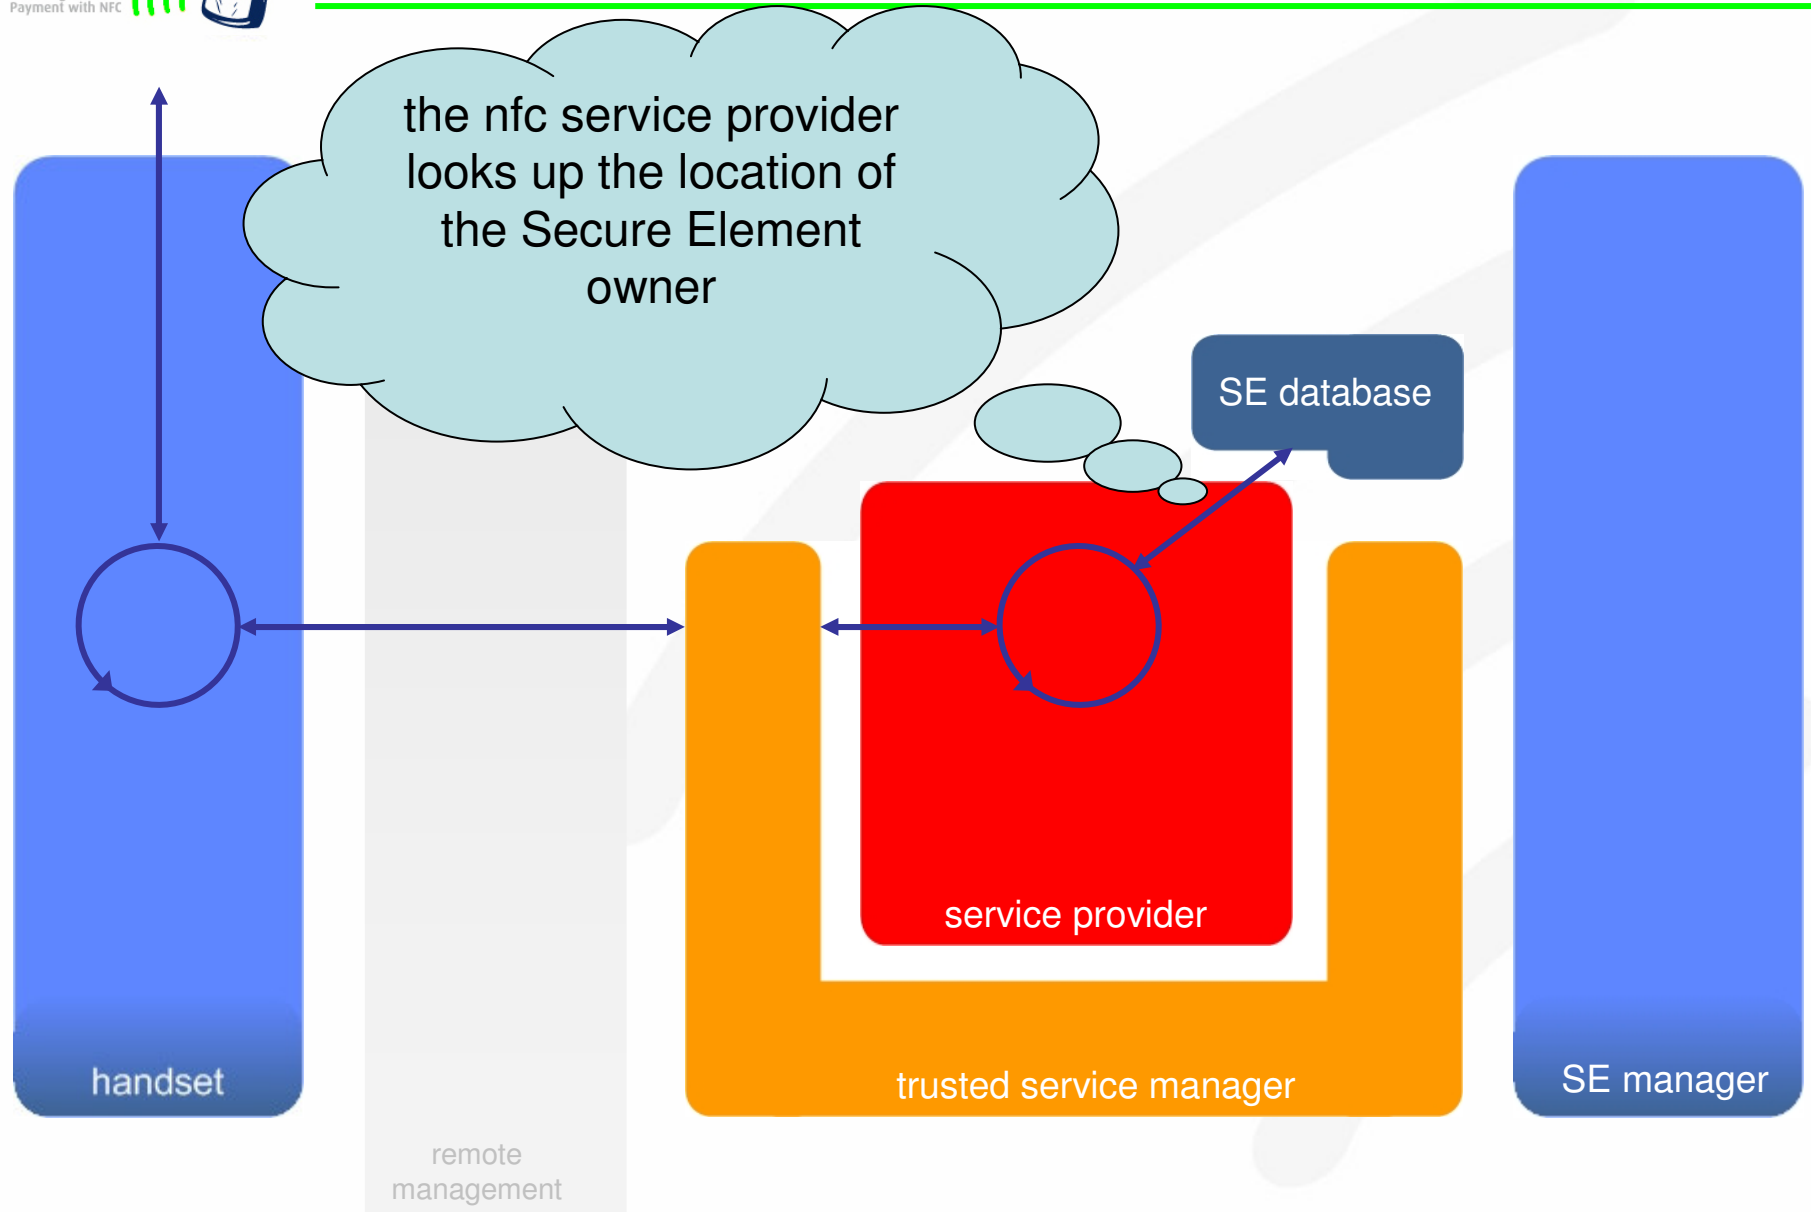 Payment with NFC
the nfc service provider
looks up the location of
the Secure Element
owner
SE database
service provider
handset
trusted service manager
SE manager
remote
management